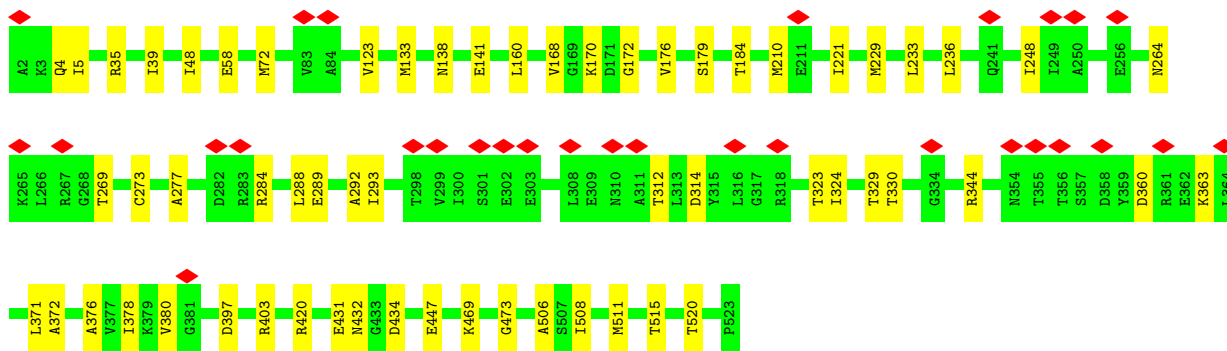 A2 K3 Q4 I5 R35 I39 I48 E58 M72 V83 A84 V123 M133 N138 E141 L160 V168 G169 K170 D171 G172 V176 S179 T184 M210 E211 I221 M229 L233 L236 Q241 I248 I249 A250 E256 N264
K265 L266 R267 G268 T269 C273 A277 D282 R283 R284 L288 E289 A292 I293 T298 V299 I300 S301 E302 E303 L308 E309 N310 A311 T312 L313 D314 Y315 L316 G317 R318 T323 I324 T329 T330 G334 R344 N354 T355 T356 S357 D358 Y359 D360 R361 E362 K363
L371 A372 A376 V377 I378 K379 V380 G381 D397 R403 R420 E431 N432 G433 D434 E447 K469 G473 A506 S507 I508 M511 T515 T520 P523